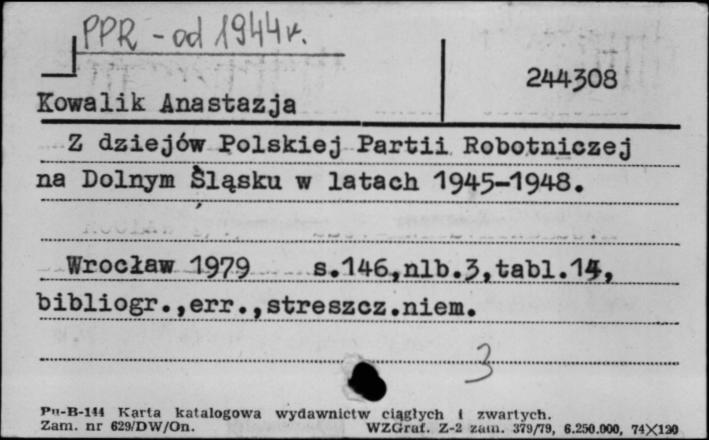 PPR - od 1944 r.
244308
Kowalik Anastazja
Z dziejów Polskiej Partii Robotniczej
na Dolnym Śląsku w latach 1945-1948.
Wrocław 1979 s.146,nlb.3,tabl.14,
bibliogr.,err.,streszcz.niem.
3
Pu-B-144 Karta katalogowa wydawnictw ciągłych i zwartych.
Zam. nr 629/DW/On. WZGraf. Z-2 zam. 379/79, 6.250.000, 74X120